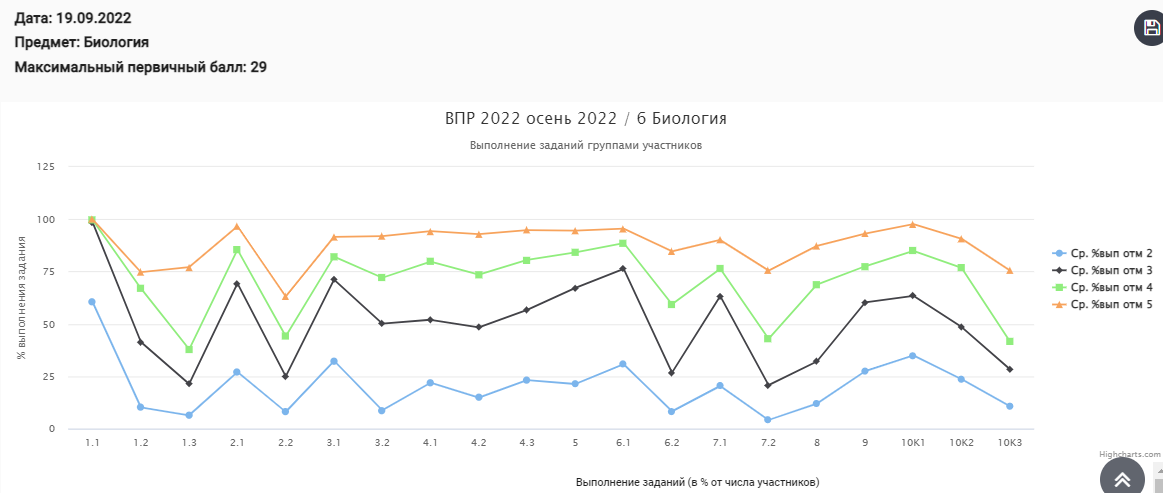 Дата: 19.09.2022
Предмет: Биология
Максимальный первичный балл: 29
ВПР 2022 осень 2022 / 6 Биология
Выполнение заданий группами участников
125
100
75
50
25
0
% выполнения задания
1.1 1.2 1.3 2.1 2.2 3.1 3.2 4.1 4.2 4.3 5 6.1 6.2 7.1 7.2 8 9 10К1 10К2 10К3
Ср. %вып отм 2
Ср. %вып отм 3
Ср. %вып отм 4
Ср. %вып отм 5
Highcharts.com
Выполнение заданий (в % от числа участников)